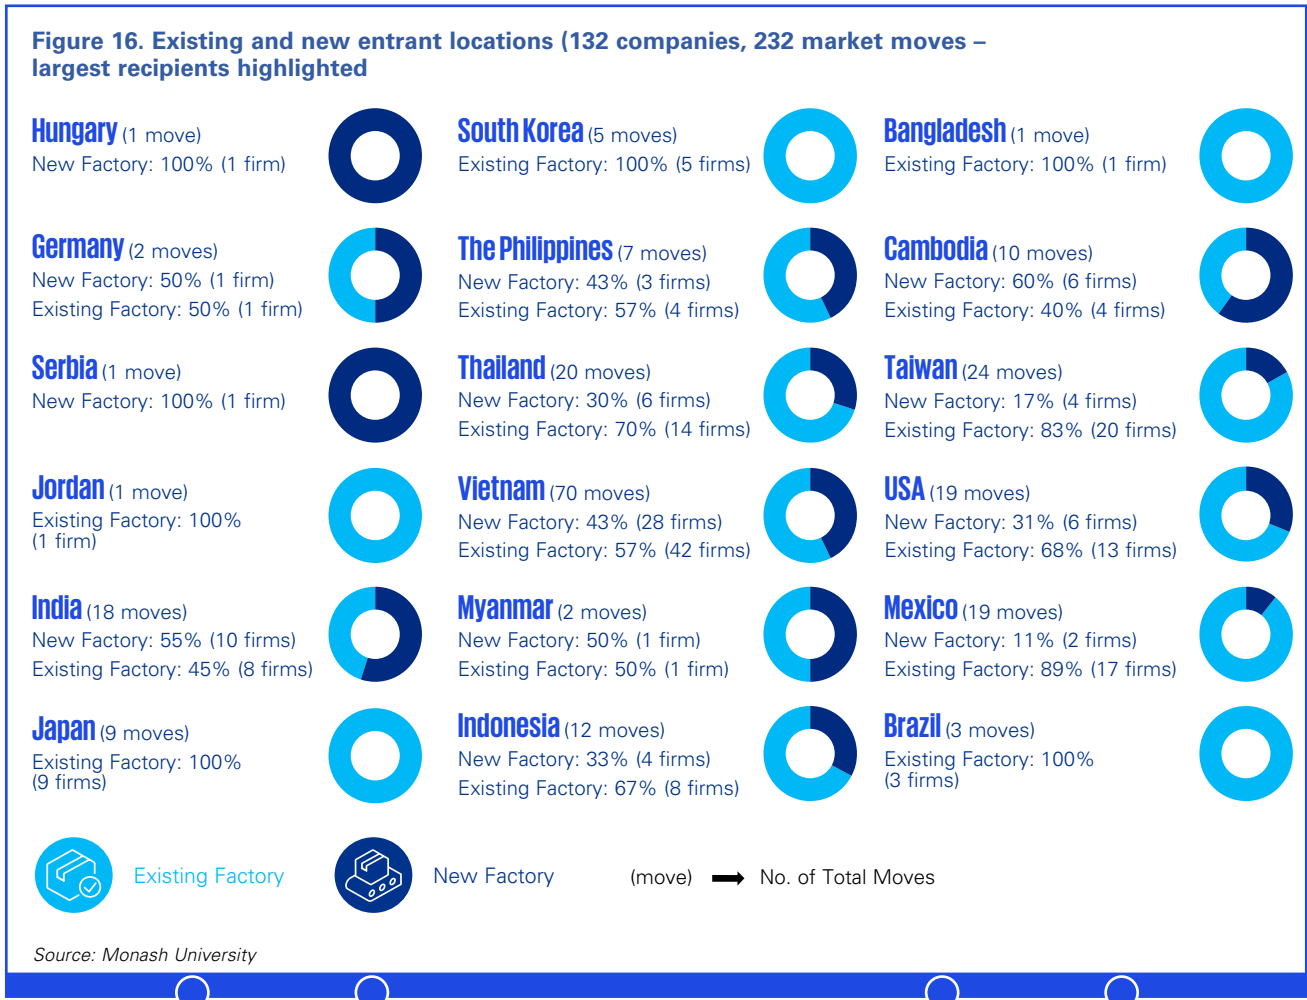 Figure 16. Existing and new entrant locations (132 companies, 232 market moves –
largest recipients highlighted
Hungary (1 move)
New Factory: 100% (1 firm)
South Korea (5 moves)
Existing Factory: 100% (5 firms)
Bangladesh (1 move)
Existing Factory: 100% (1 firm)
Germany (2 moves)
New Factory: 50% (1 firm)
Existing Factory: 50% (1 firm)
The Philippines (7 moves)
New Factory: 43% (3 firms)
Existing Factory: 57% (4 firms)
Cambodia (10 moves)
New Factory: 60% (6 firms)
Existing Factory: 40% (4 firms)
Serbia (1 move)
New Factory: 100% (1 firm)
Thailand (20 moves)
New Factory: 30% (6 firms)
Existing Factory: 70% (14 firms)
Taiwan (24 moves)
New Factory: 17% (4 firms)
Existing Factory: 83% (20 firms)
Jordan (1 move)
Existing Factory: 100%
(1 firm)
Vietnam (70 moves)
New Factory: 43% (28 firms)
Existing Factory: 57% (42 firms)
USA (19 moves)
New Factory: 31% (6 firms)
Existing Factory: 68% (13 firms)
India (18 moves)
New Factory: 55% (10 firms)
Existing Factory: 45% (8 firms)
Myanmar (2 moves)
New Factory: 50% (1 firm)
Existing Factory: 50% (1 firm)
Mexico (19 moves)
New Factory: 11% (2 firms)
Existing Factory: 89% (17 firms)
Japan (9 moves)
Existing Factory: 100%
(9 firms)
Indonesia (12 moves)
New Factory: 33% (4 firms)
Existing Factory: 67% (8 firms)
Brazil (3 moves)
Existing Factory: 100%
(3 firms)
Existing Factory
New Factory
(move) ➡ No. of Total Moves
Source: Monash University